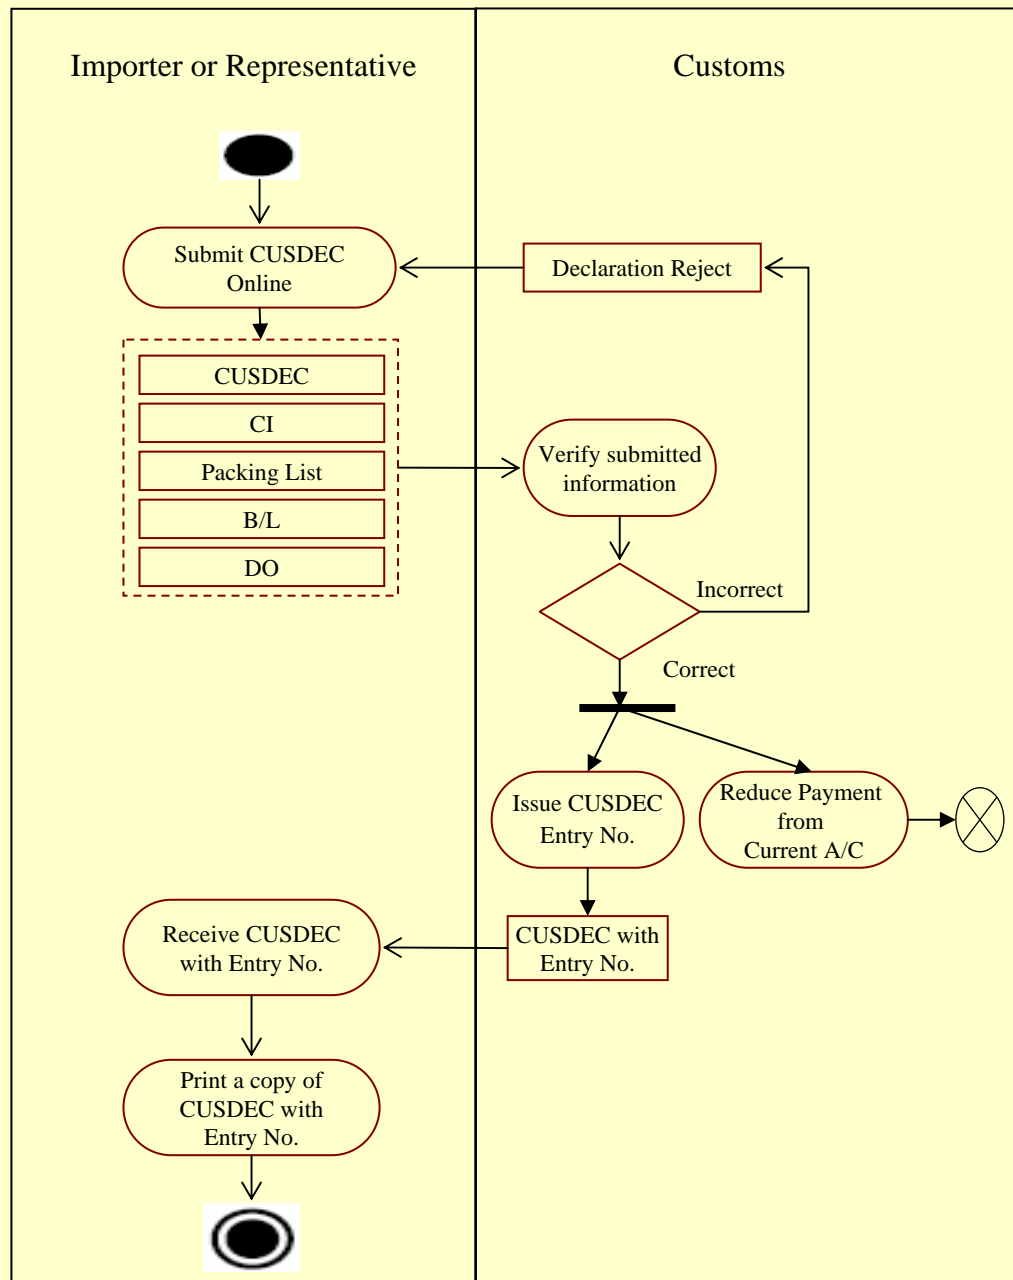 Importer or Representative
Customs
Submit CUSDEC
Online
Declaration Reject
CUSDEC
CI
Packing List
B/L
DO
Verify submitted
information
Incorrect
Correct
Issue CUSDEC
Entry No.
Reduce Payment
from
Current A/C
Receive CUSDEC
with Entry No.
CUSDEC with
Entry No.
Print a copy of
CUSDEC with
Entry No.